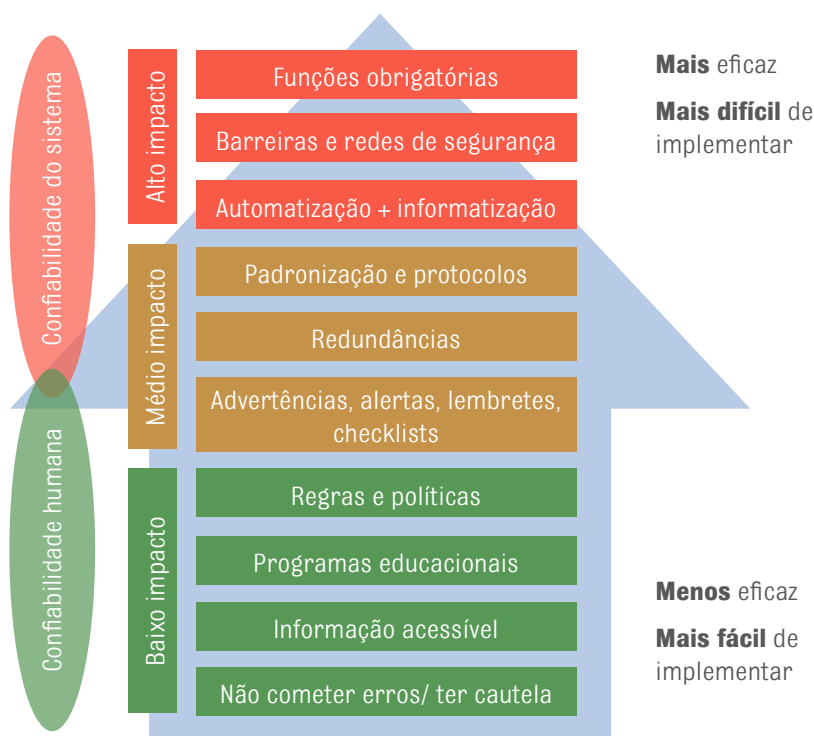 Confiabilidade do sistema
Confiabilidade humana
Alto impacto
Médio impacto
Baixo impacto
Funções obrigatórias
Barreiras e redes de segurança
Automatização + informatização
Padronização e protocolos
Redundâncias
Advertências, alertas, lembretes,
checklists
Regras e políticas
Programas educacionais
Informação acessível
Não cometer erros/ ter cautela
Mais eficaz
Mais difícil de
implementar
Menos eficaz
Mais fácil de
implementar